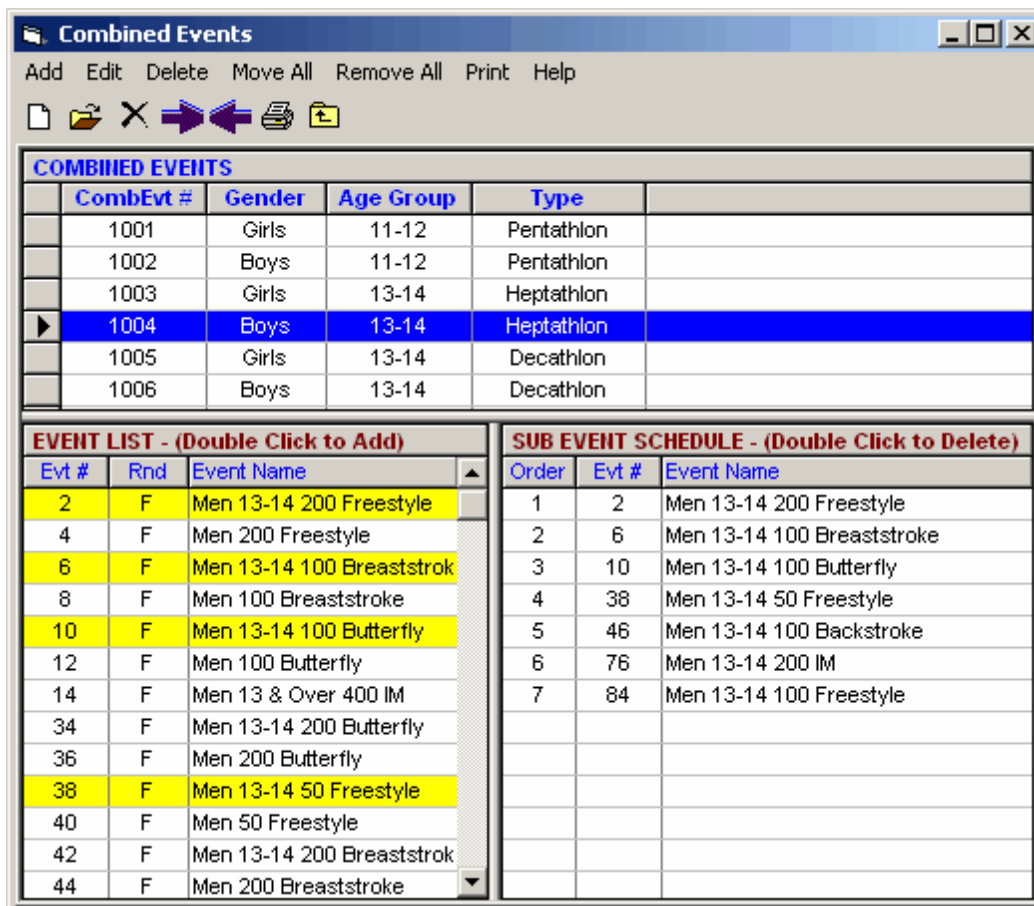 Combined Events
Add Edit Delete Move All Remove All Print Help
COMBINED EVENTS
CombEvt # Gender Age Group Type
1001 Girls 11-12 Pentathlon
1002 Boys 11-12 Pentathlon
1003 Girls 13-14 Heptathlon
1004 Boys 13-14 Heptathlon
1005 Girls 13-14 Decathlon
1006 Boys 13-14 Decathlon
EVENT LIST - (Double Click to Add)
Evt # Rnd Event Name
2 F Men 13-14 200 Freestyle
4 F Men 200 Freestyle
6 F Men 13-14 100 Breaststrok
8 F Men 100 Breaststroke
10 F Men 13-14 100 Butterfly
12 F Men 100 Butterfly
14 F Men 13 & Over 400 IM
34 F Men 13-14 200 Butterfly
36 F Men 200 Butterfly
38 F Men 13-14 50 Freestyle
40 F Men 50 Freestyle
42 F Men 13-14 200 Breaststrok
44 F Men 200 Breaststroke
SUB EVENT SCHEDULE - (Double Click to Delete)
Order Evt # Event Name
1 2 Men 13-14 200 Freestyle
2 6 Men 13-14 100 Breaststroke
3 10 Men 13-14 100 Butterfly
4 38 Men 13-14 50 Freestyle
5 46 Men 13-14 100 Backstroke
6 76 Men 13-14 200 IM
7 84 Men 13-14 100 Freestyle